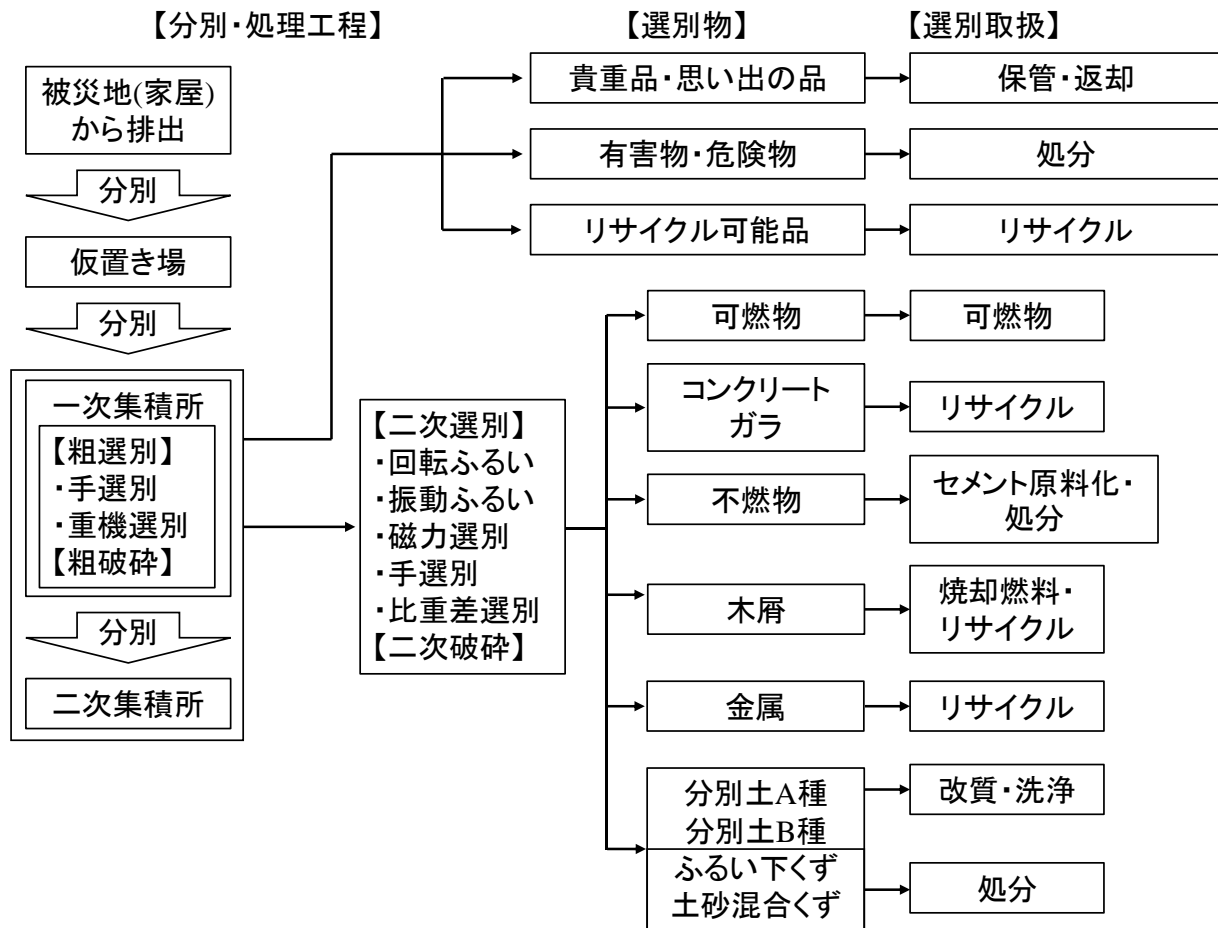 【分別・処理工程】
【選別物】
【選別取扱】
被災地(家屋)
から排出
分別
仮置き場
分別
一次集積所
【粗選別】
・手選別
・重機選別
【粗破砕】
分別
二次集積所
【二次選別】
・回転ふるい
・振動ふるい
・磁力選別
・手選別
・比重差選別
【二次破砕】
貴重品・思い出の品
保管・返却
有害物・危険物
処分
リサイクル可能品
リサイクル
可燃物
可燃物
コンクリート
ガラ
リサイクル
不燃物
セメント原料化・
処分
木屑
焼却燃料・
リサイクル
金属
リサイクル
分別土A種
分別土B種
改質・洗浄
ふるい下くず
土砂混合くず
処分